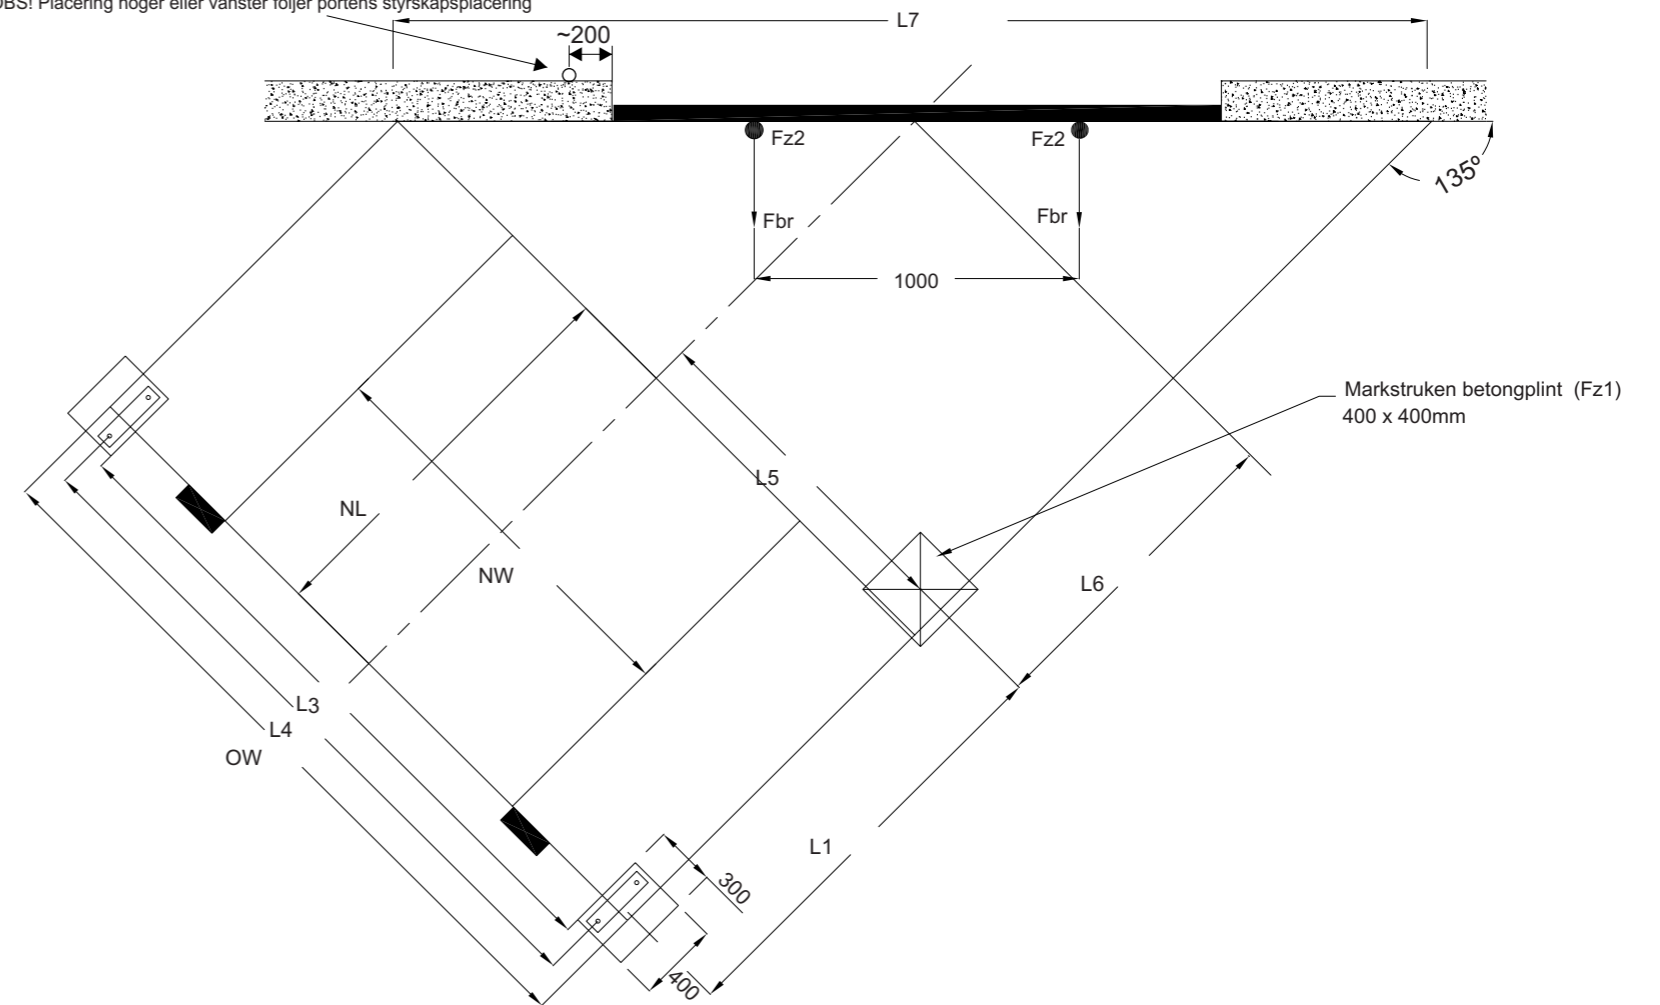 OBS! Placering höger eller vänster följer portens styrskåpsplacering
L7
~200
Fz2
Fz2
135º
Fbr
Fbr
1000
Markstruken betongplint (Fz1)
400 x 400mm
L5
NL
NW
L6
L3
L4
OW
L1
300
400